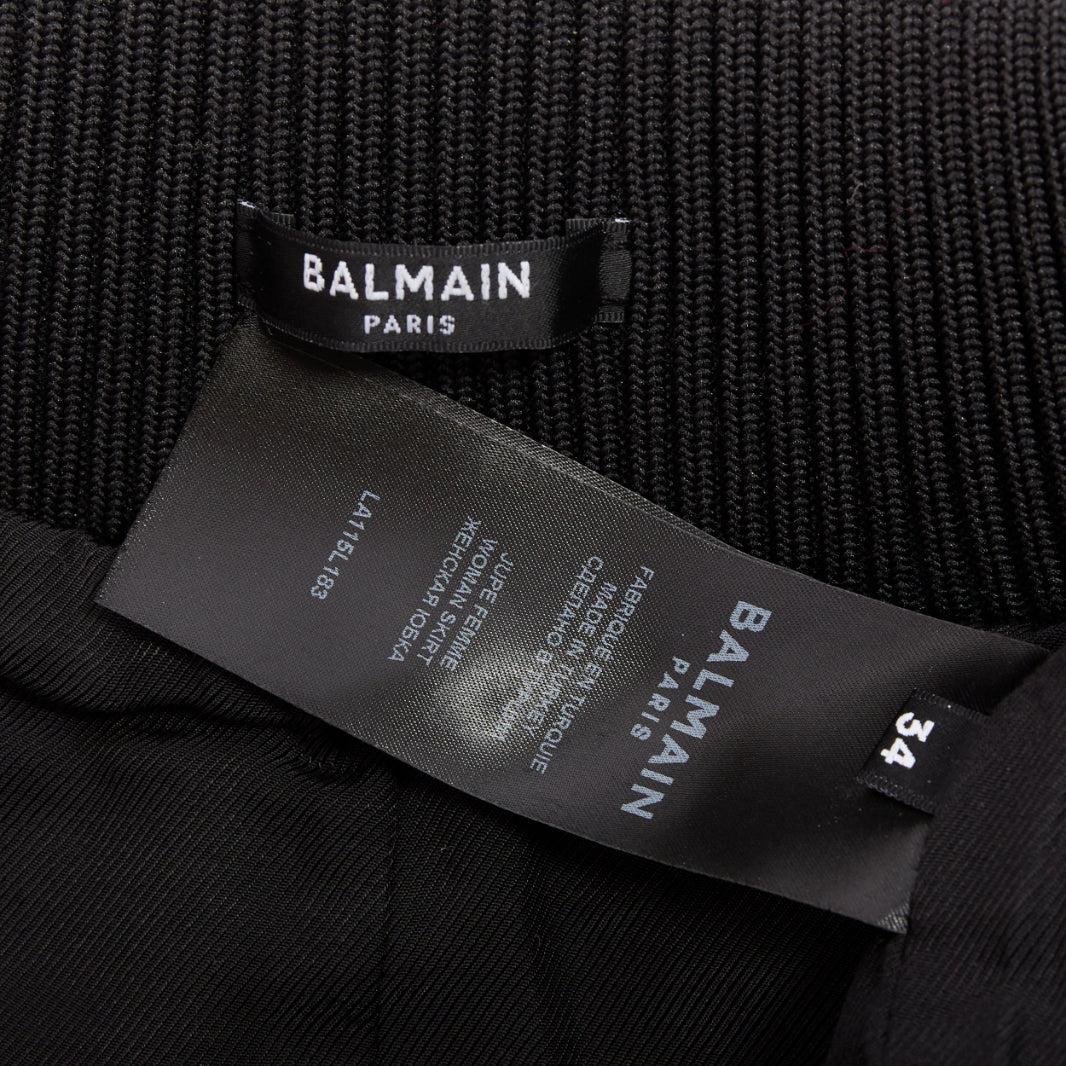 BALMAIN
PARIS
BALMAIN
PARIS
FABRIQUÉ EN TURQUIE
MADE IN TURKEY
СДЕЛАНО В
JUPE FEMME
WOMAN SKIRT
ЖЕНСКАЯ ЮБКА
LA115L183
34